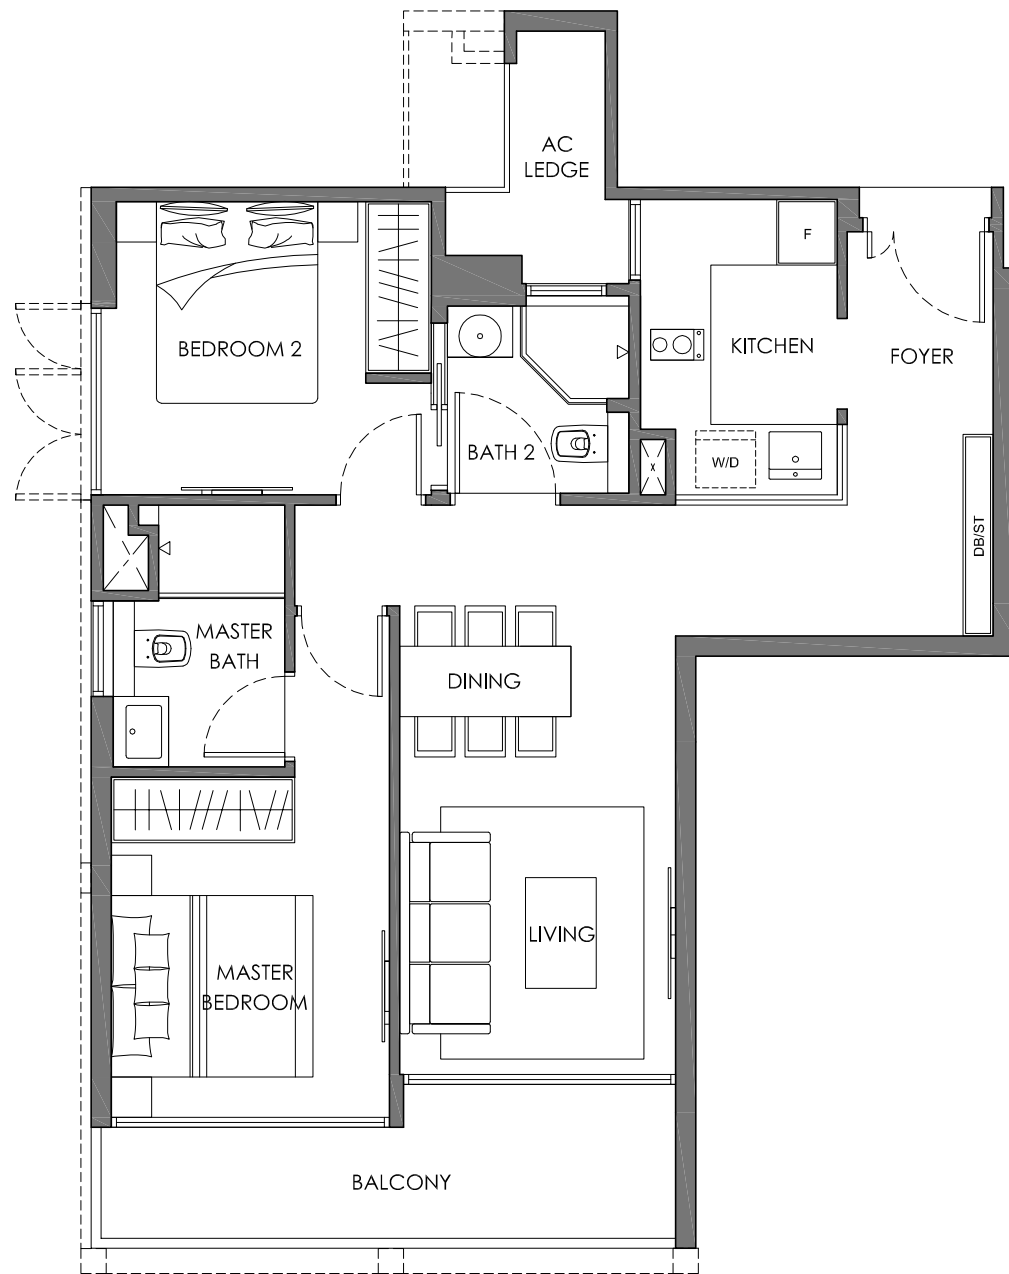 AC
LEDGE
F
BEDROOM 2
KITCHEN
FOYER
BATH 2
W/D
DB/ST
MASTER
BATH
DINING
LIVING
MASTER
BEDROOM
BALCONY